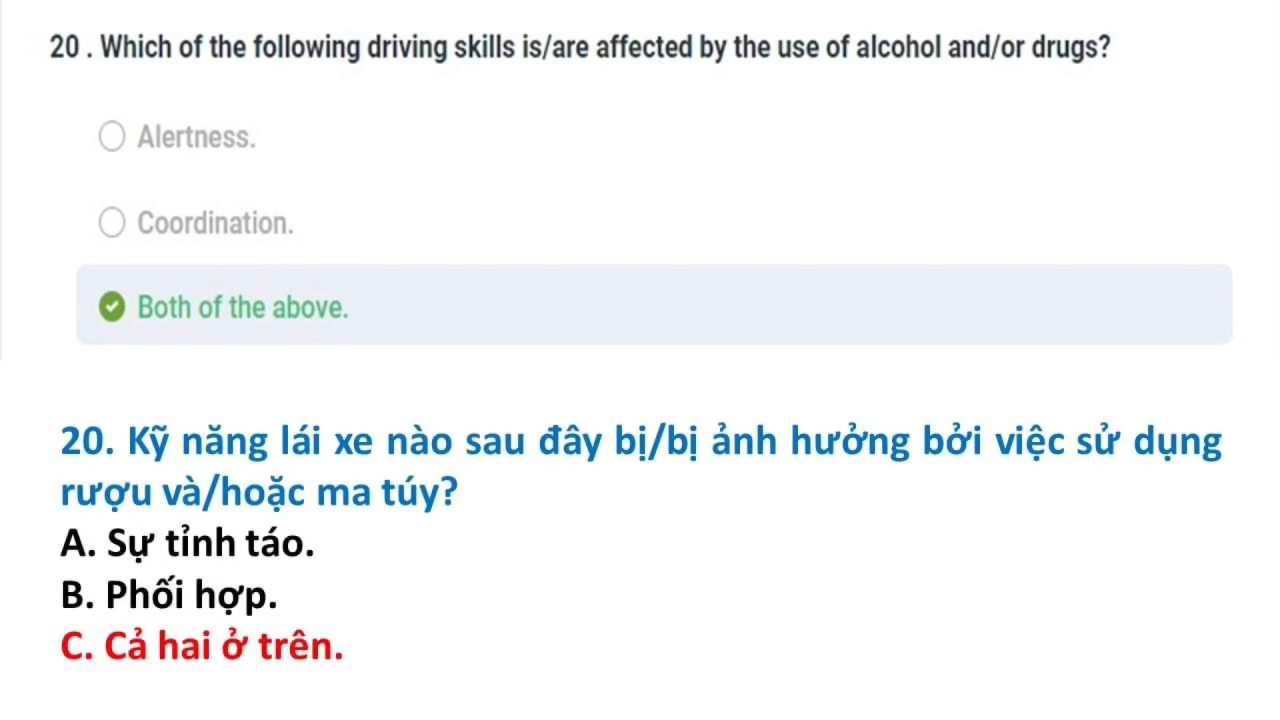 20 . Which of the following driving skills is/are affected by the use of alcohol and/or drugs?
Alertness.
Coordination.
Both of the above.
20. Kỹ năng lái xe nào sau đây bị/bị ảnh hưởng bởi việc sử dụng
rượu và/hoặc ma túy?
A. Sự tỉnh táo.
B. Phối hợp.
C. Cả hai ở trên.